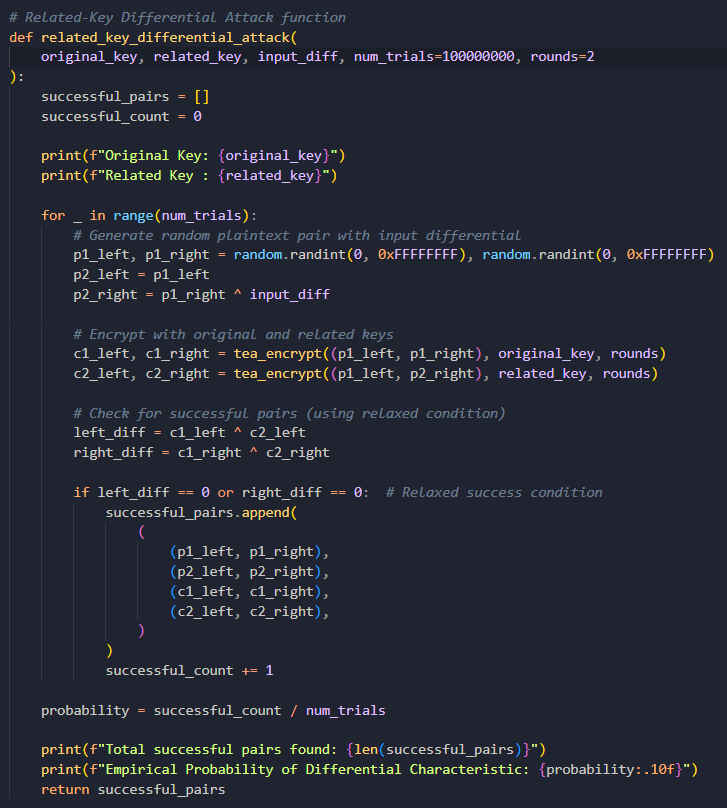 # Related-Key Differential Attack function
def related_key_differential_attack(
    original_key, related_key, input_diff, num_trials=100000000, rounds=2
):
    successful_pairs = []
    successful_count = 0

    print(f"Original Key: {original_key}")
    print(f"Related Key : {related_key}")

    for _ in range(num_trials):
        # Generate random plaintext pair with input differential
        p1_left, p1_right = random.randint(0, 0xFFFFFFFF), random.randint(0, 0xFFFFFFFF)
        p2_left = p1_left
        p2_right = p1_right ^ input_diff

        # Encrypt with original and related keys
        c1_left, c1_right = tea_encrypt((p1_left, p1_right), original_key, rounds)
        c2_left, c2_right = tea_encrypt((p1_left, p2_right), related_key, rounds)

        # Check for successful pairs (using relaxed condition)
        left_diff = c1_left ^ c2_left
        right_diff = c1_right ^ c2_right

        if left_diff == 0 or right_diff == 0:  # Relaxed success condition
            successful_pairs.append(
                (
                    (p1_left, p1_right),
                    (p2_left, p2_right),
                    (c1_left, c1_right),
                    (c2_left, c2_right),
                )
            )
            successful_count += 1

    probability = successful_count / num_trials

    print(f"Total successful pairs found: {len(successful_pairs)}")
    print(f"Empirical Probability of Differential Characteristic: {probability:.10f}")
    return successful_pairs